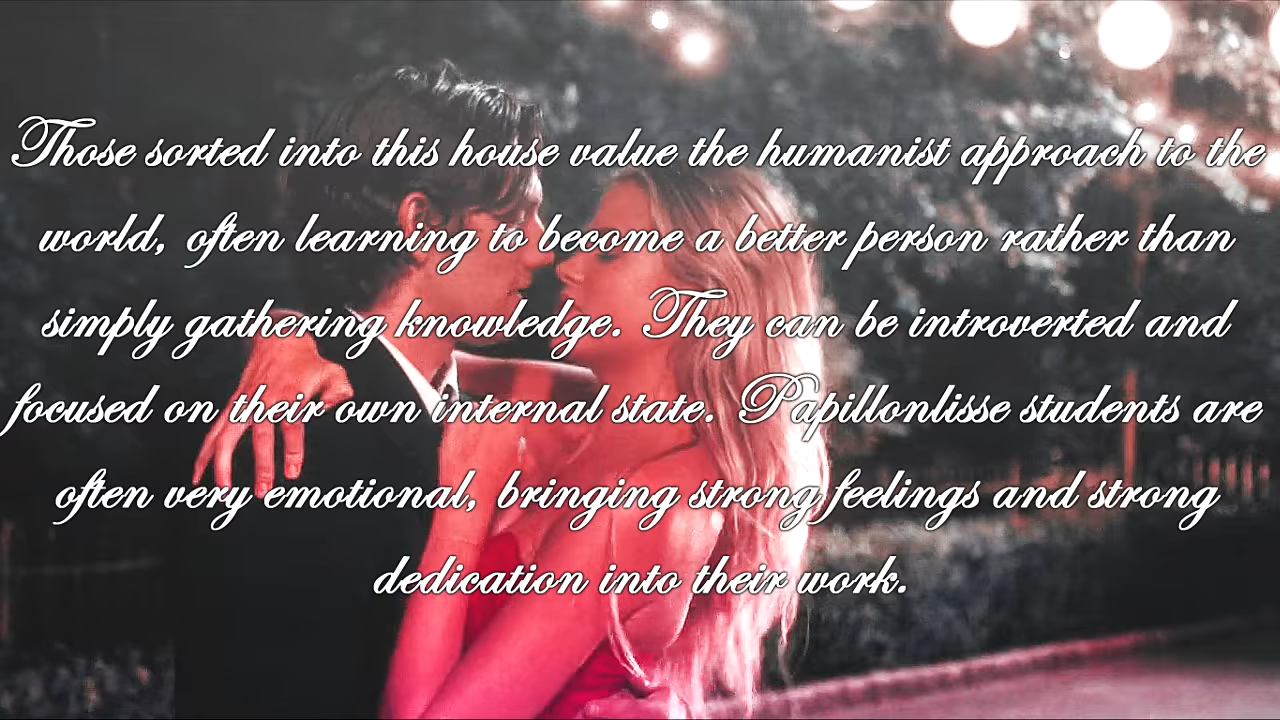 Those sorted into this house value the humanist approach to the
world, often learning to become a better person rather than
simply gathering knowledge. They can be introverted and
focused on their own internal state. Papillonlisse students are
often very emotional, bringing strong feelings and strong
dedication into their work.